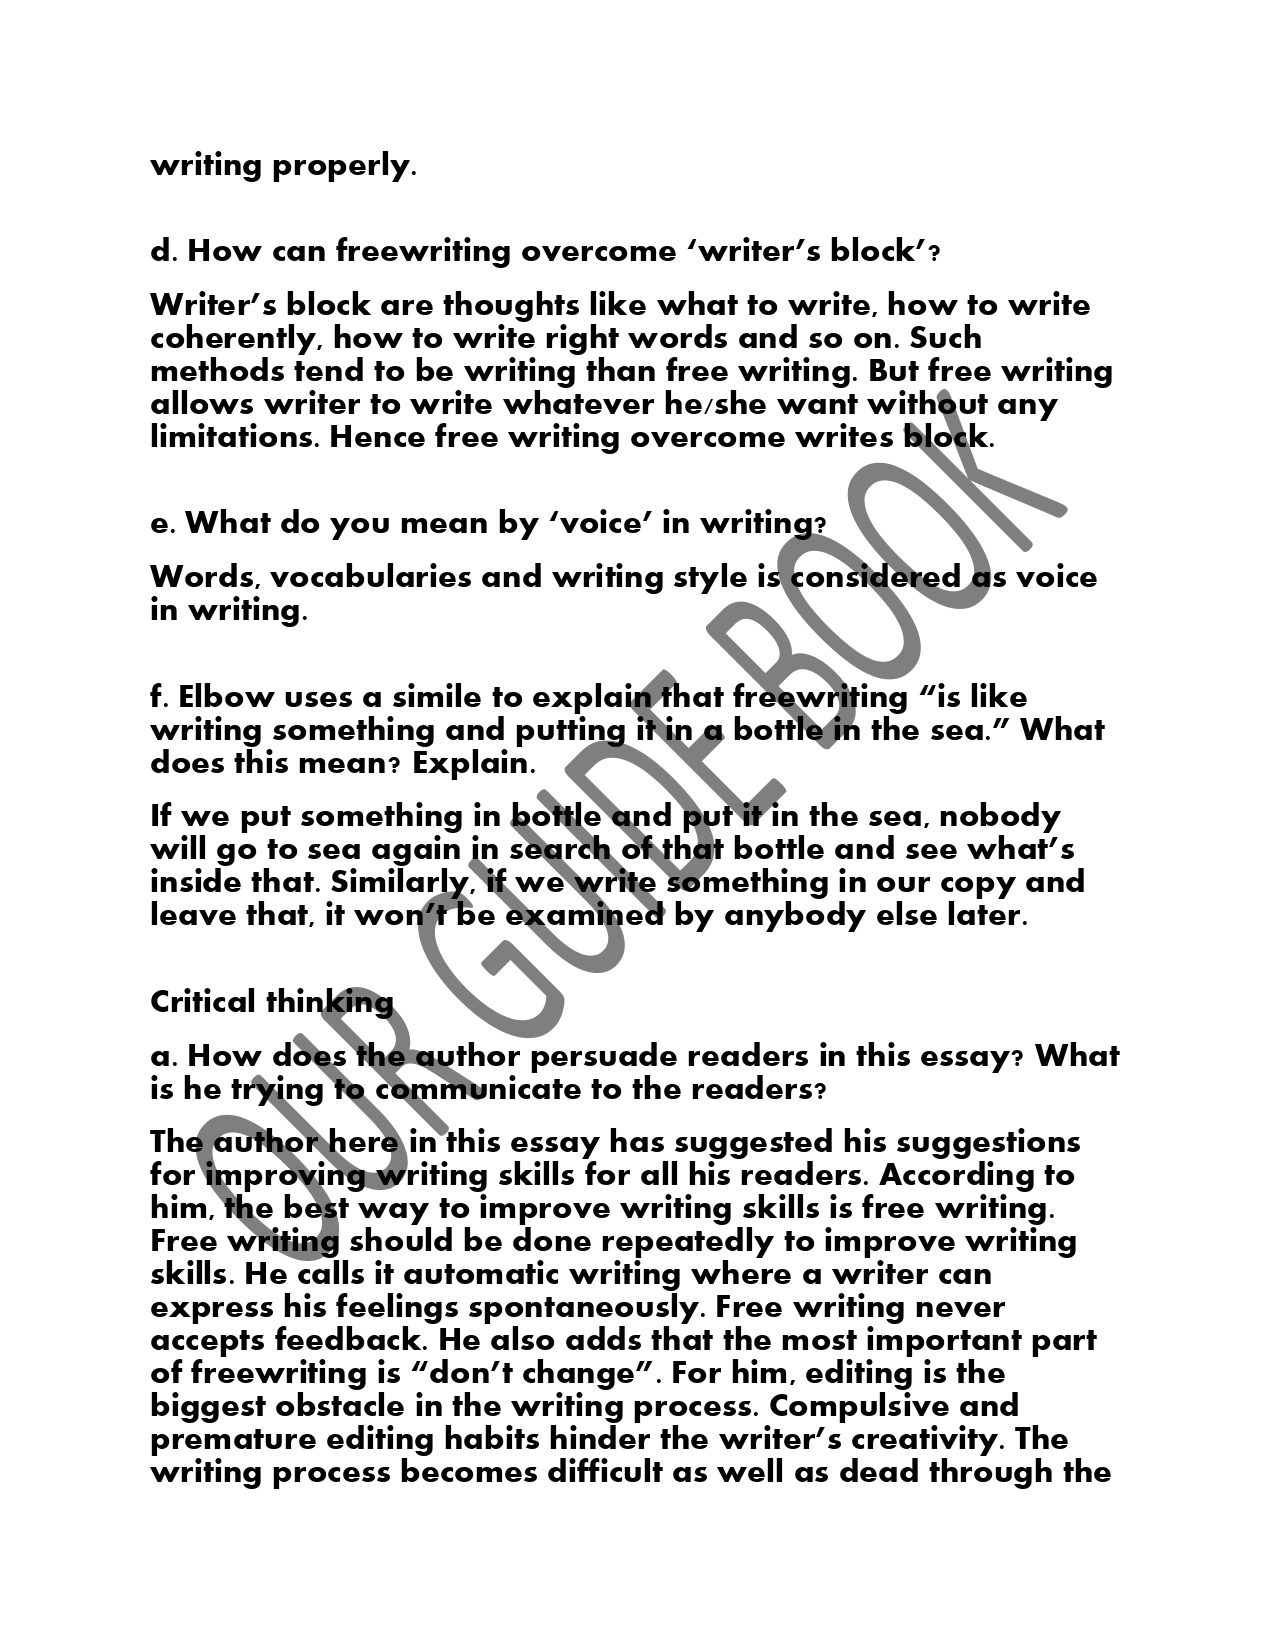 writing properly.
d. How can freewriting overcome ‘writer’s block’?
Writer’s block are thoughts like what to write, how to write
coherently, how to write right words and so on. Such
methods tend to be writing than free writing. But free writing
allows writer to write whatever he/she want without any
limitations. Hence free writing overcome writes block.
e. What do you mean by ‘voice’ in writing?
Words, vocabularies and writing style is considered as voice
in writing.
f. Elbow uses a simile to explain that freewriting “is like
writing something and putting it in a bottle in the sea.” What
does this mean? Explain.
If we put something in bottle and put it in the sea, nobody
will go to sea again in search of that bottle and see what’s
inside that. Similarly, if we write something in our copy and
leave that, it won’t be examined by anybody else later.
Critical thinking
a. How does the author persuade readers in this essay? What
is he trying to communicate to the readers?
The author here in this essay has suggested his suggestions
for improving writing skills for all his readers. According to
him, the best way to improve writing skills is free writing.
Free writing should be done repeatedly to improve writing
skills. He calls it automatic writing where a writer can
express his feelings spontaneously. Free writing never
accepts feedback. He also adds that the most important part
of freewriting is “don’t change”. For him, editing is the
biggest obstacle in the writing process. Compulsive and
premature editing habits hinder the writer’s creativity. The
writing process becomes difficult as well as dead through the
OUR GUIDE BOOK